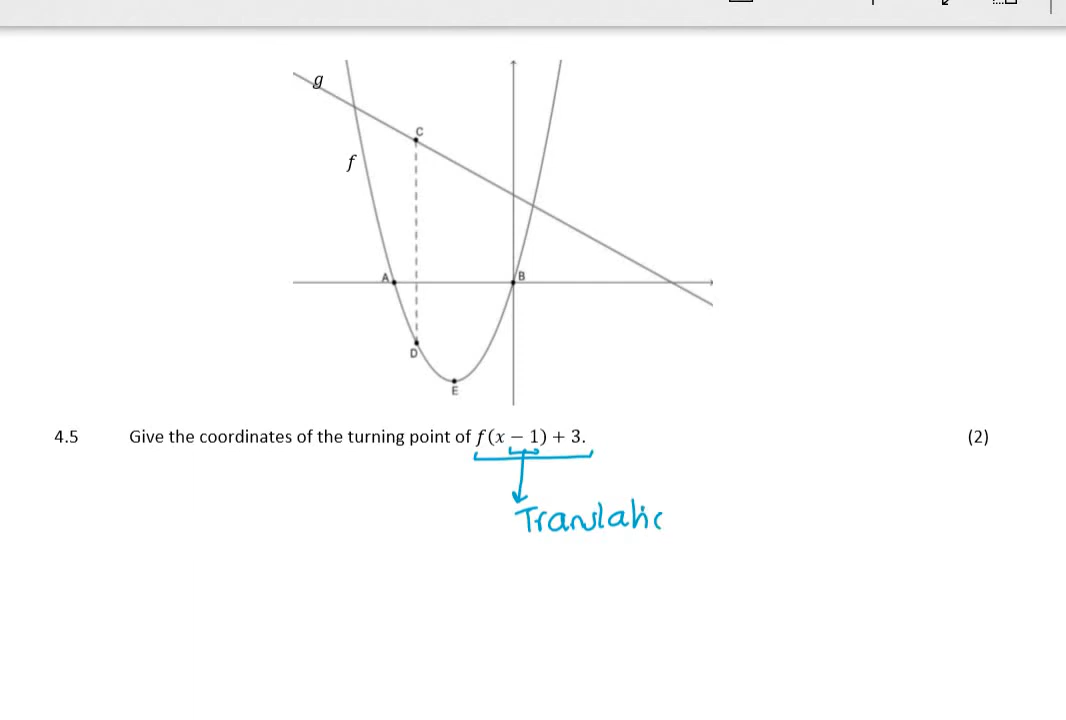 g
C
f
A
B
D
E
4.5 Give the coordinates of the turning point of f(x − 1) + 3. (2)
Translatic